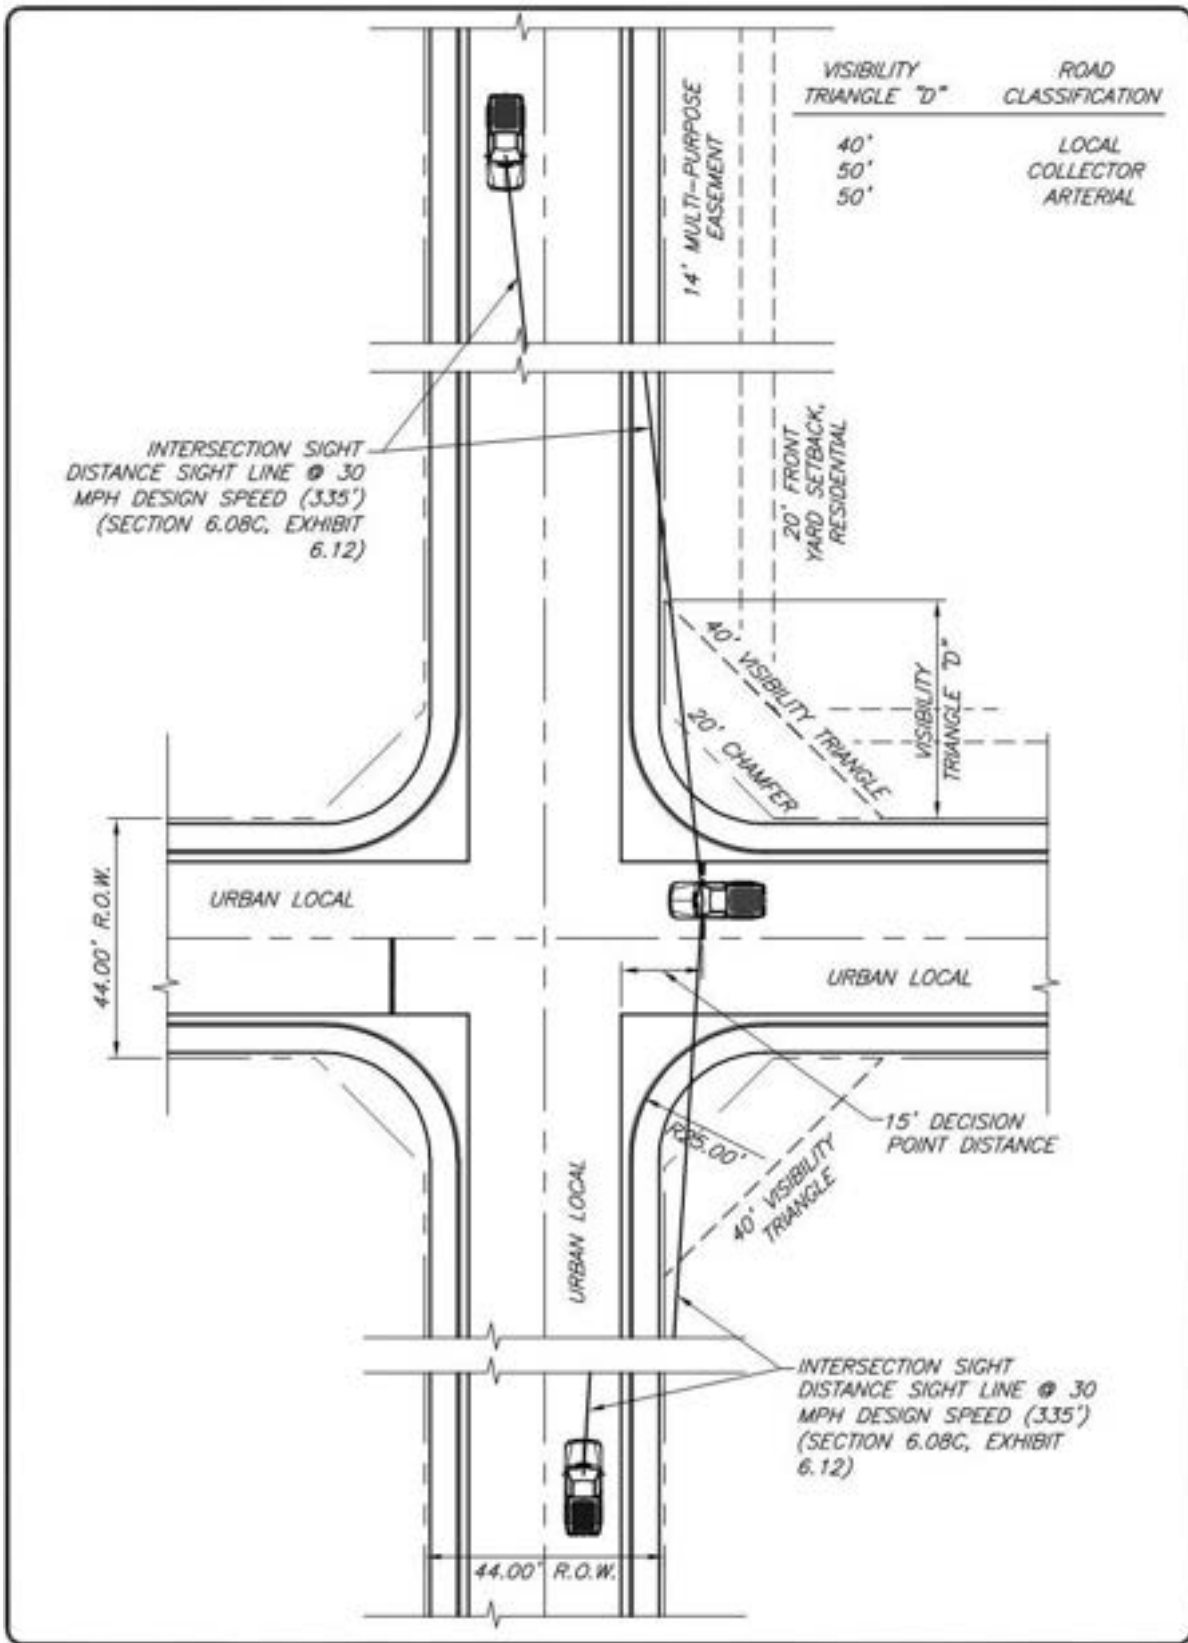 VISIBILITY
TRIANGLE "D"
ROAD
CLASSIFICATION
40'
LOCAL
50'
COLLECTOR
50'
ARTERIAL
14' MULTI-PURPOSE
EASEMENT
INTERSECTION SIGHT
DISTANCE SIGHT LINE @ 30
MPH DESIGN SPEED (335')
(SECTION 6.08C, EXHIBIT
6.12)
20' FRONT
YARD SETBACK,
RESIDENTIAL
40' VISIBILITY TRIANGLE
20' CHAMFER
VISIBILITY
TRIANGLE "D"
44.00' R.O.W.
URBAN LOCAL
URBAN LOCAL
15' DECISION
POINT DISTANCE
R25.00'
40' VISIBILITY
TRIANGLE
URBAN LOCAL
INTERSECTION SIGHT
DISTANCE SIGHT LINE @ 30
MPH DESIGN SPEED (335')
(SECTION 6.08C, EXHIBIT
6.12)
44.00' R.O.W.